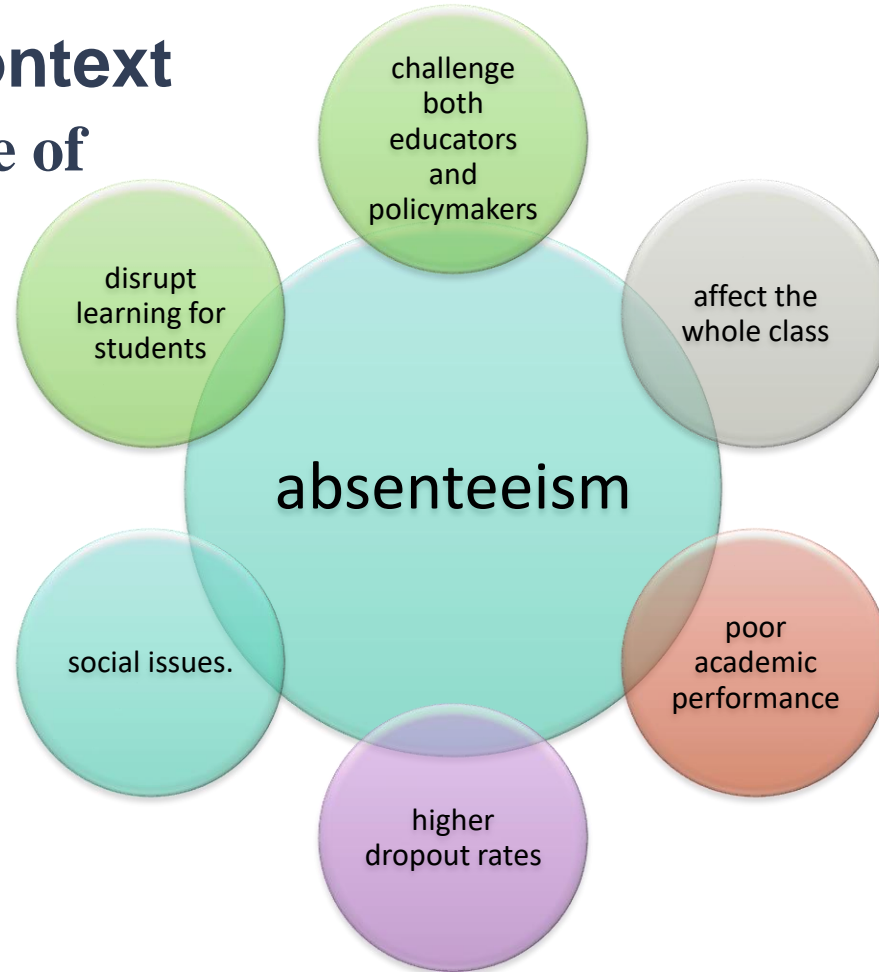 ontext
e of
challenge
both
educators
and
policymakers
affect the
whole class
poor
academic
performance
higher
dropout rates
social issues.
disrupt
learning for
students
absenteeism